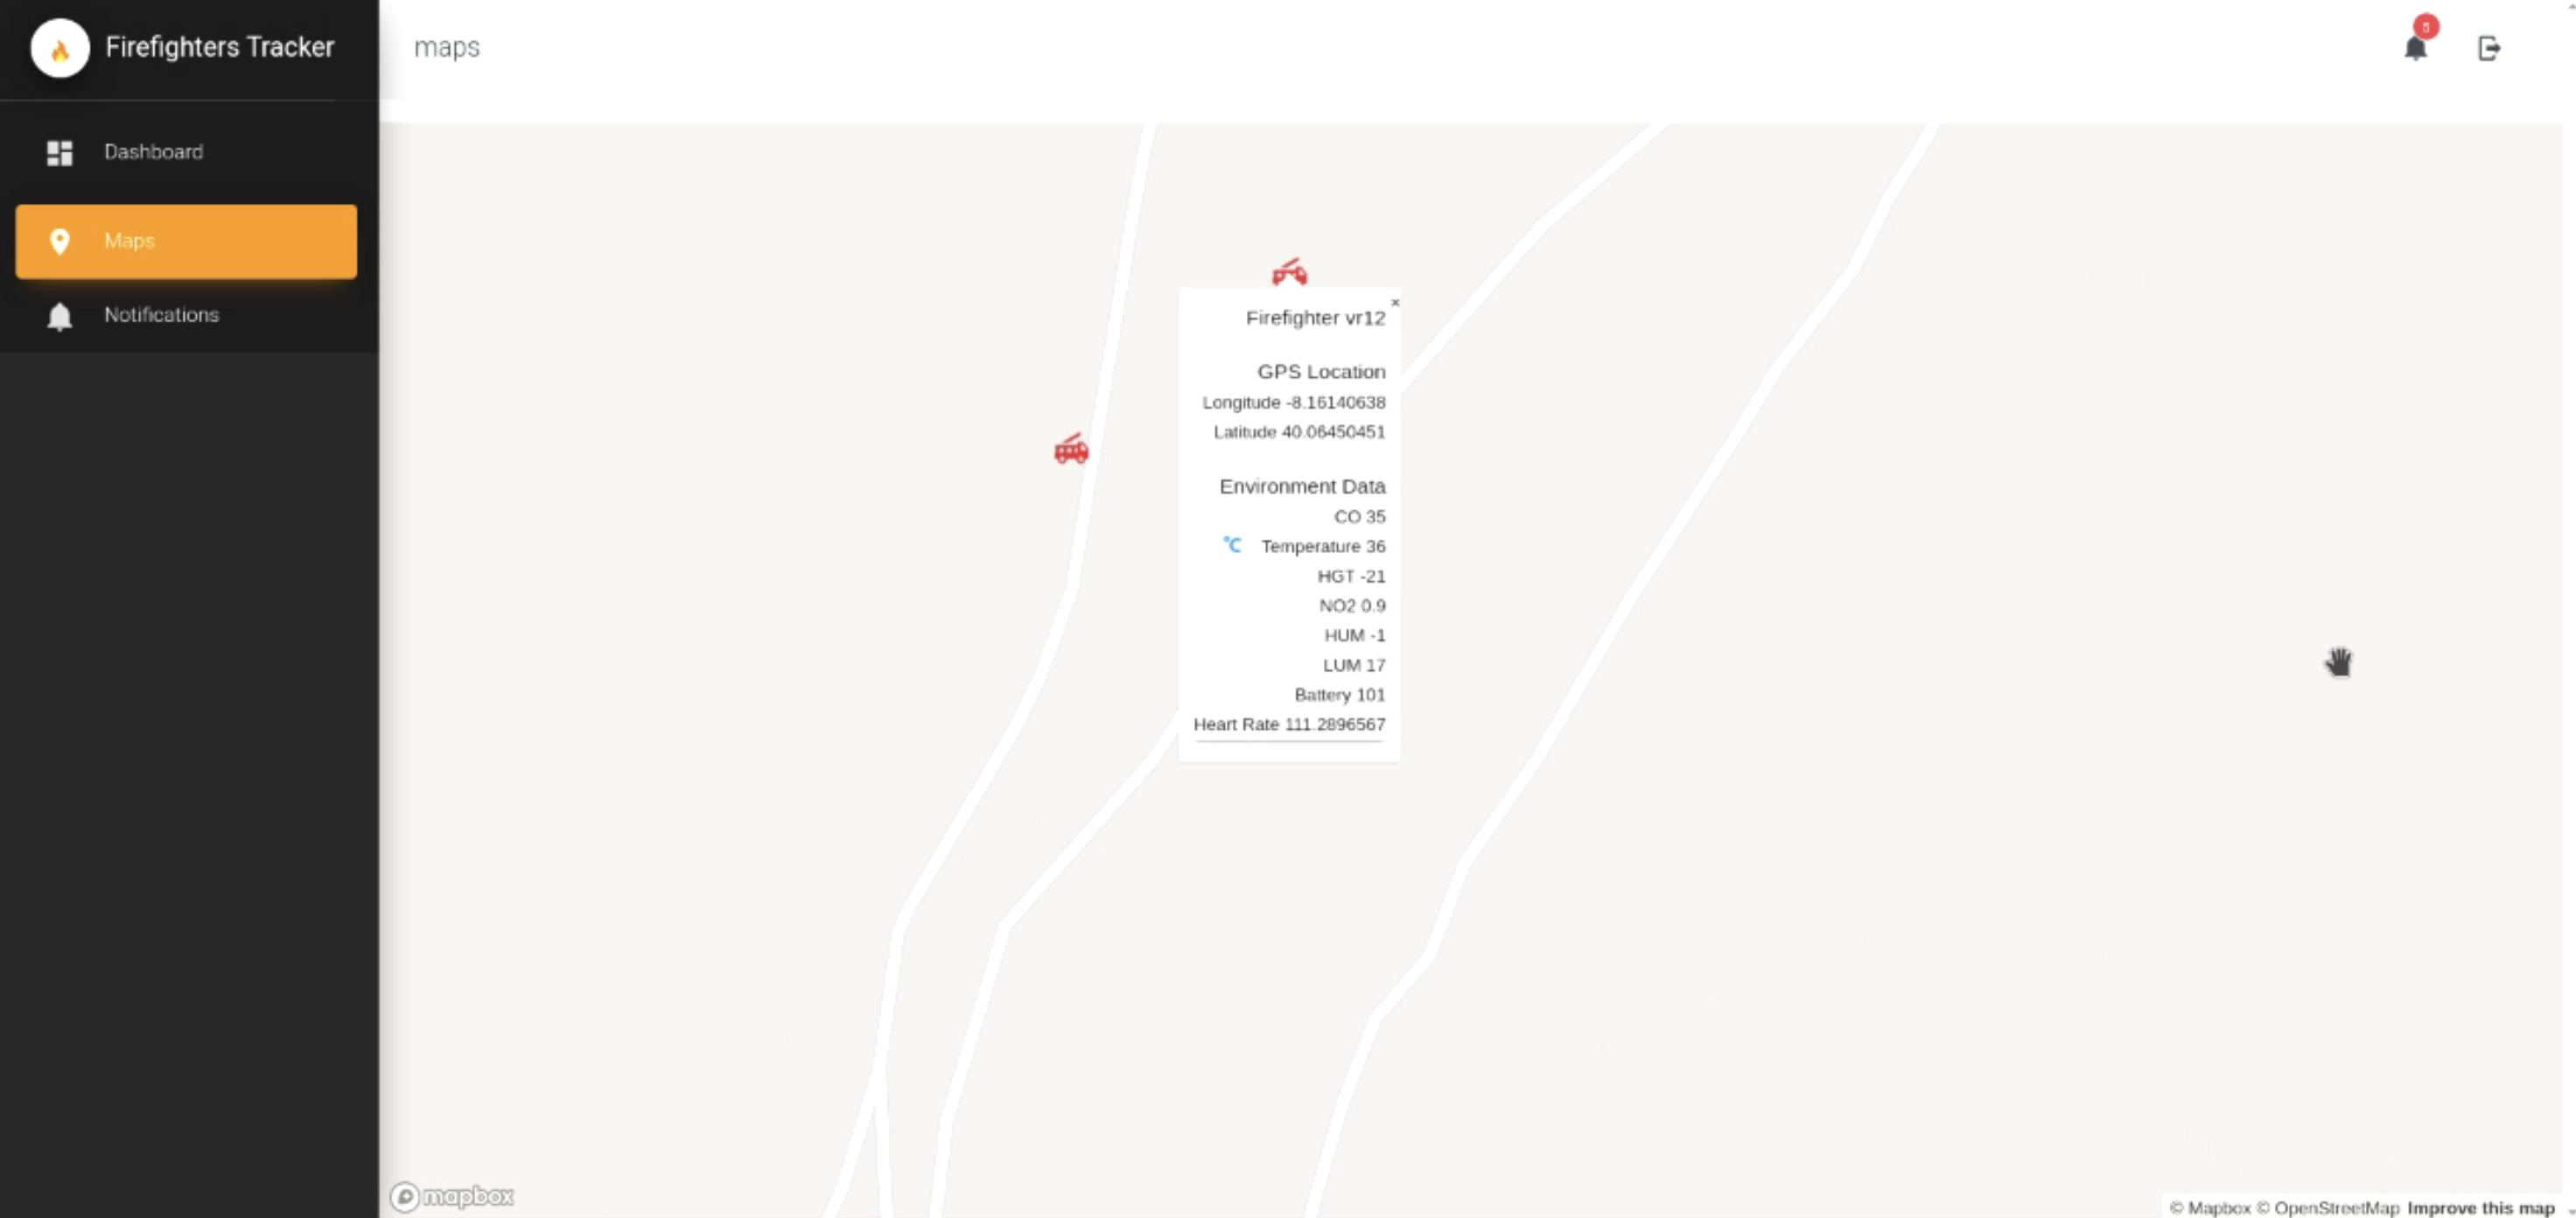 Firefighters Tracker
maps
5
Dashboard
Maps
Notifications
×
Firefighter vr12
GPS Location
Longitude -8.16140638
Latitude 40.06450451
Environment Data
CO 35
°C Temperature 36
HGT -21
NO2 0.9
HUM -1
LUM 17
Battery 101
Heart Rate 111.2896567
mapbox
© Mapbox © OpenStreetMap Improve this map